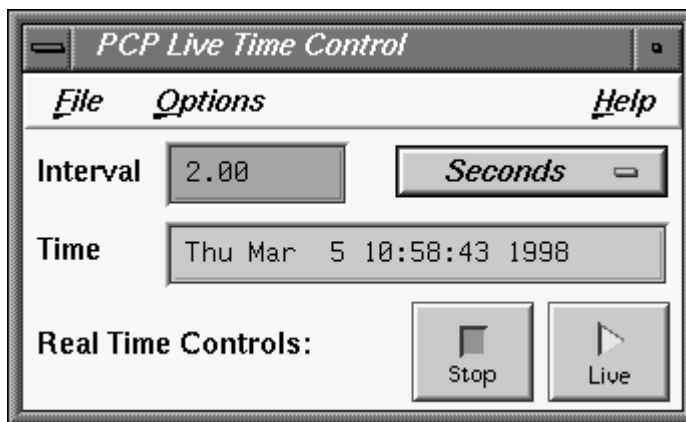 PCP Live Time Control
File Options Help
Interval 2.00 Seconds
Time Thu Mar  5 10:58:43 1998
Real Time Controls: Stop Live